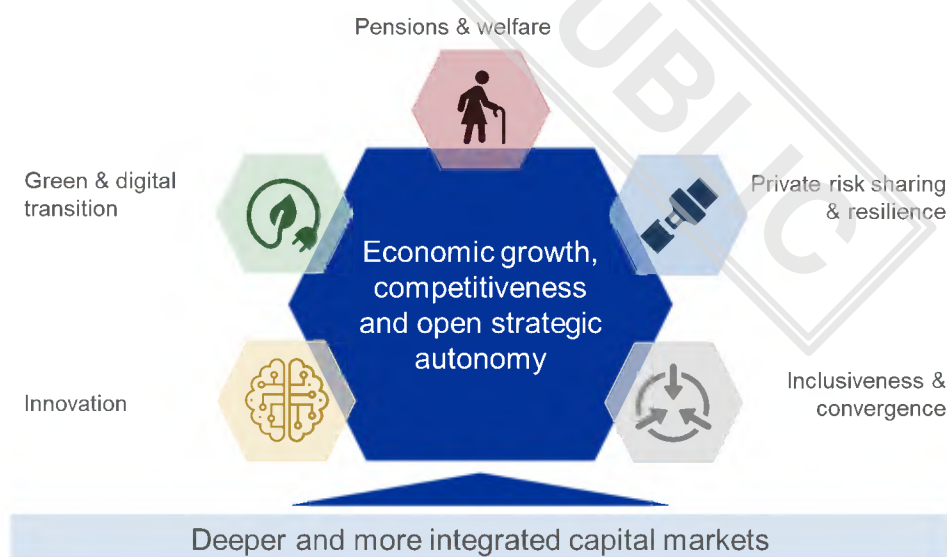 Pensions & welfare
Green & digital
transition
Private risk sharing
& resilience
Economic growth,
competitiveness
and open strategic
autonomy
Innovation
Inclusiveness &
convergence
Deeper and more integrated capital markets
PUBLIC